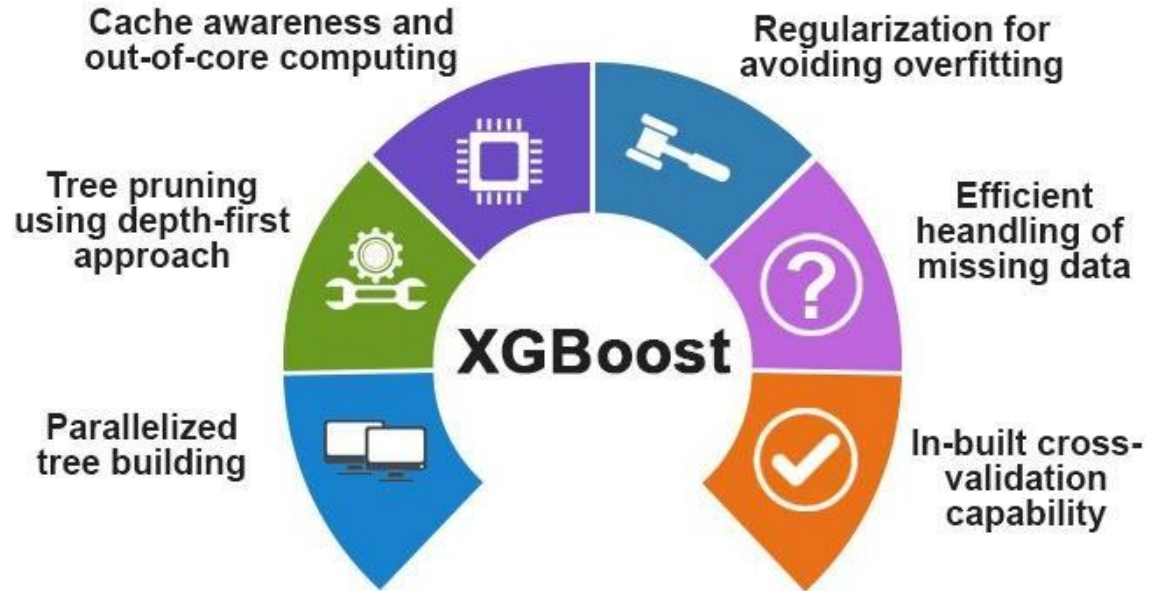 Cache awareness and
out-of-core computing
Regularization for
avoiding overfitting
Tree pruning
using depth-first
approach
Efficient
heandling of
missing data
XGBoost
Parallelized
tree building
In-built cross-
validation
capability